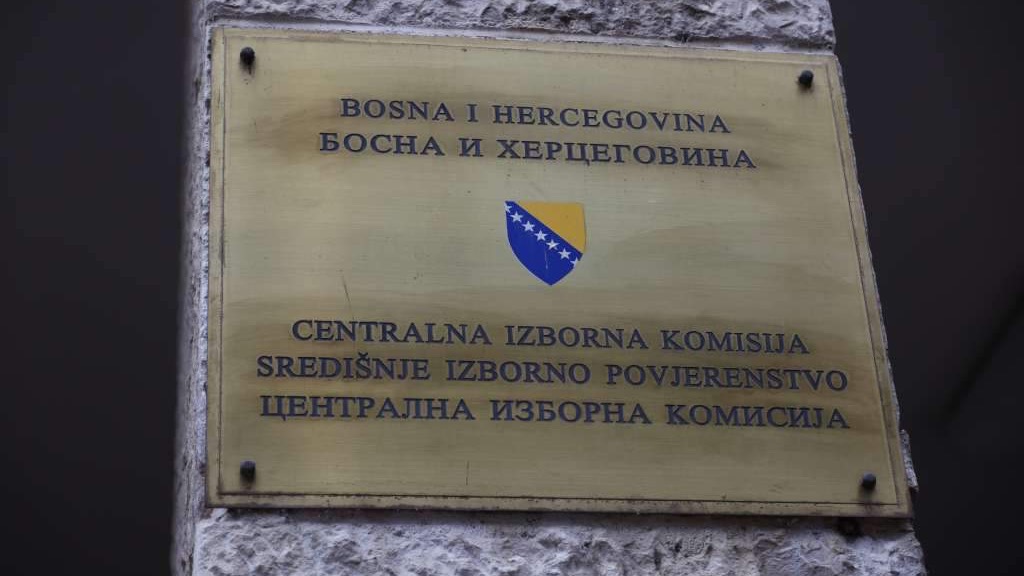 BOSNA I HERCEGOVINA
БОСНА И ХЕРЦЕГОВИНА
CENTRALNA IZBORNA KOMISIJA
SREDIŠNJE IZBORNO POVJERENSTVO
ЦЕНТРАЛНА ИЗБОРНА КОМИСИЈА